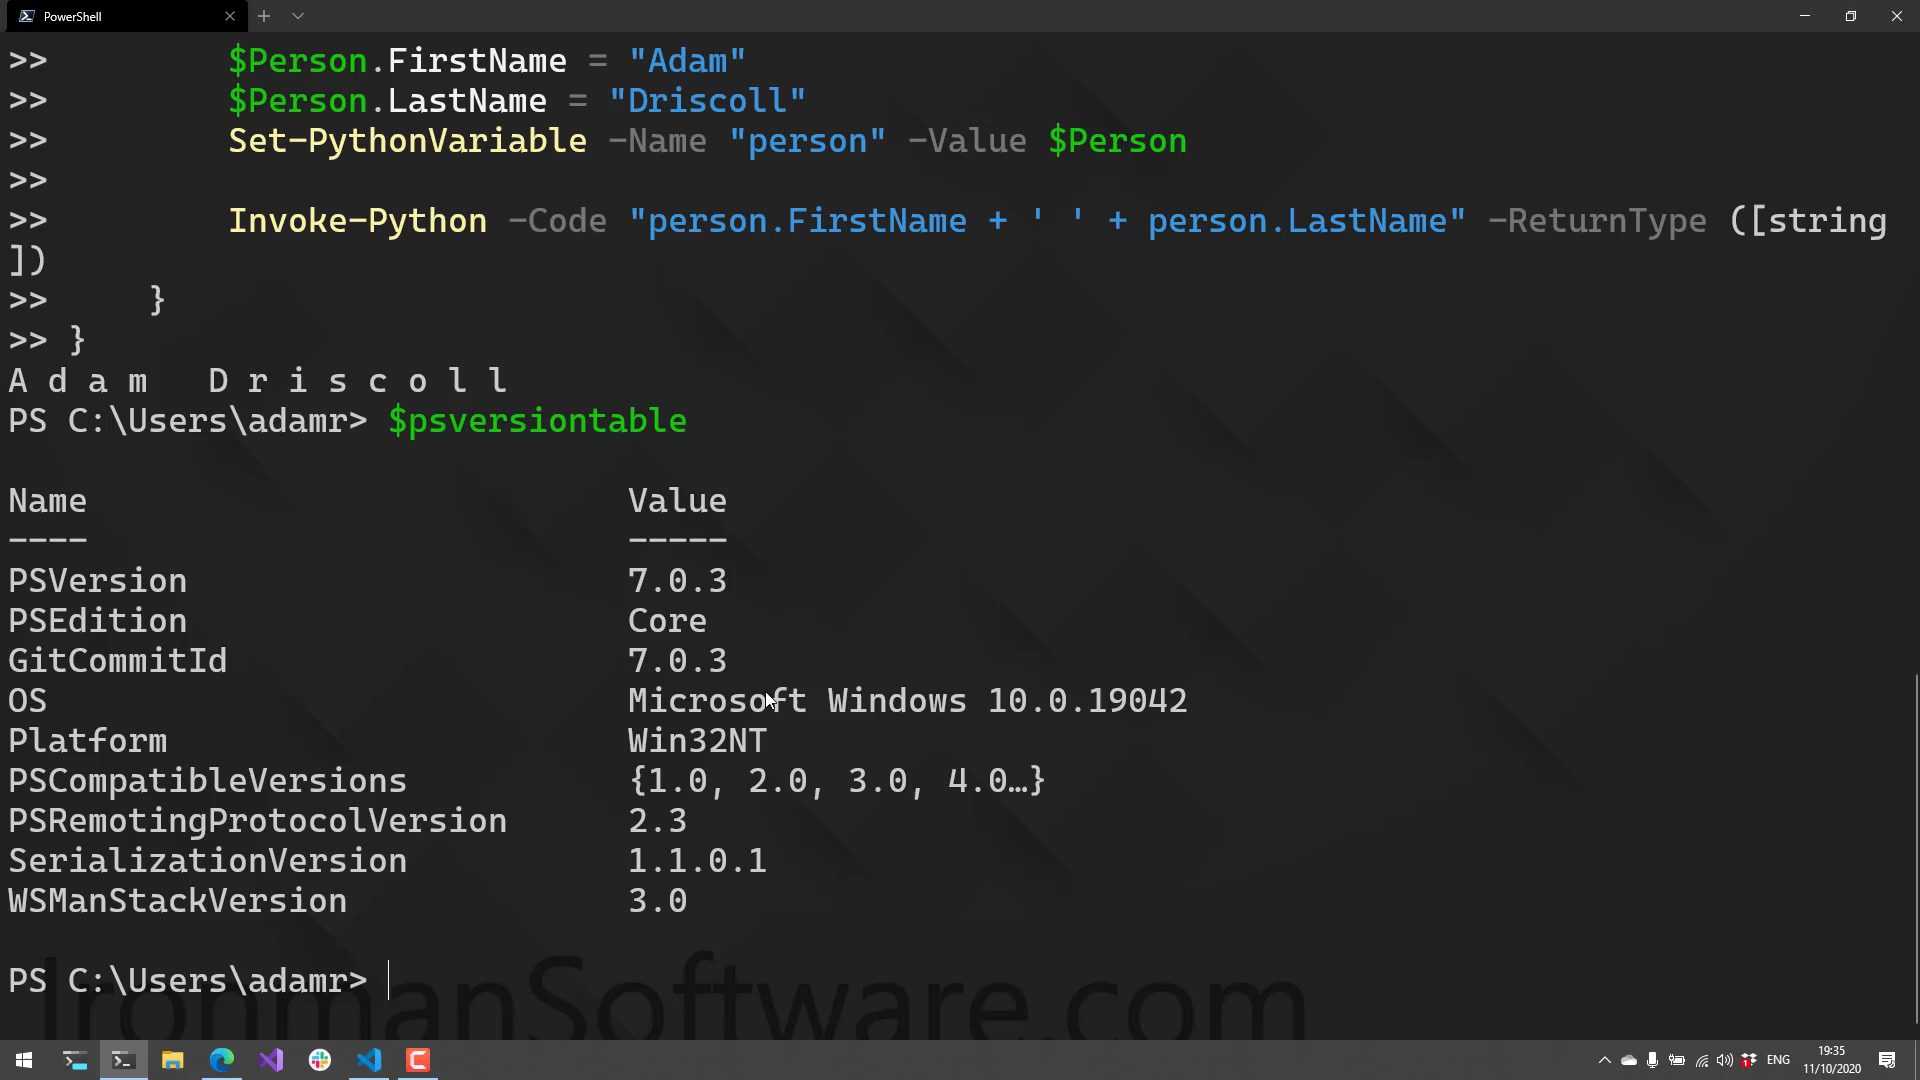 PowerShell
>> $Person.FirstName = "Adam"
>> $Person.LastName = "Driscoll"
>> Set-PythonVariable -Name "person" -Value $Person
>>
>> Invoke-Python -Code "person.FirstName + ' ' + person.LastName" -ReturnType ([string
])
>> }
>> }
A d a m   D r i s c o l l
PS C:\Users\adamr> $psversiontable
Name Value
---- -----
PSVersion 7.0.3
PSEdition Core
GitCommitId 7.0.3
OS Microsoft Windows 10.0.19042
Platform Win32NT
PSCompatibleVersions {1.0, 2.0, 3.0, 4.0…}
PSRemotingProtocolVersion 2.3
SerializationVersion 1.1.0.1
WSManStackVersion 3.0
PS C:\Users\adamr>
IronmanSoftware.com
ENG
19:35
11/10/2020